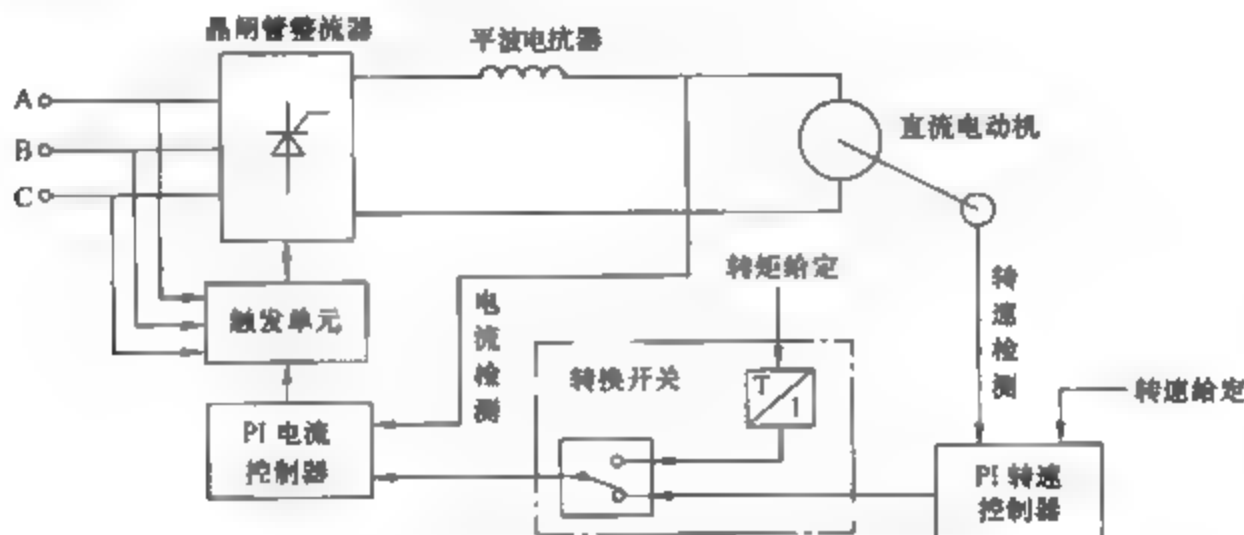 晶闸管整流器
平波电抗器
A
B
C
直流电动机
触发单元
电流检测
转矩给定
转速检测
转换开关
T
I
转速给定
PI 电流
控制器
PI 转速
控制器